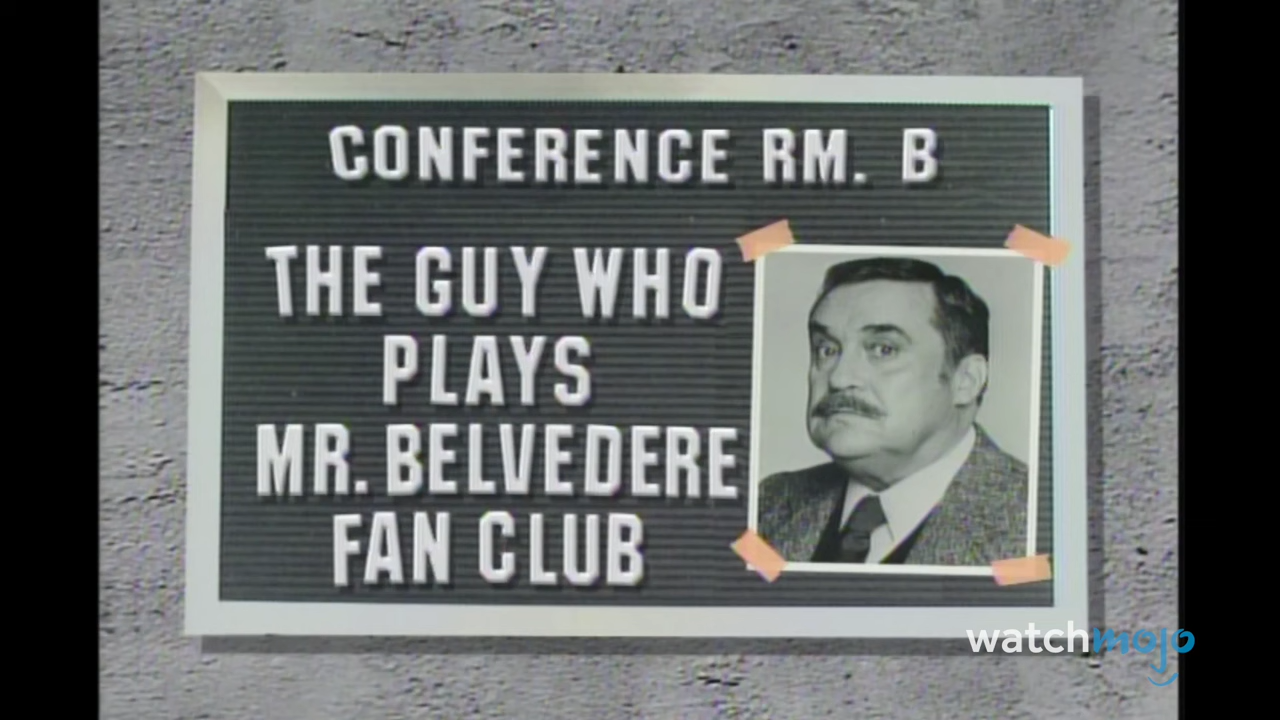 CONFERENCE RM. B
THE GUY WHO
PLAYS
MR. BELVEDERE
FAN CLUB
watchmojo